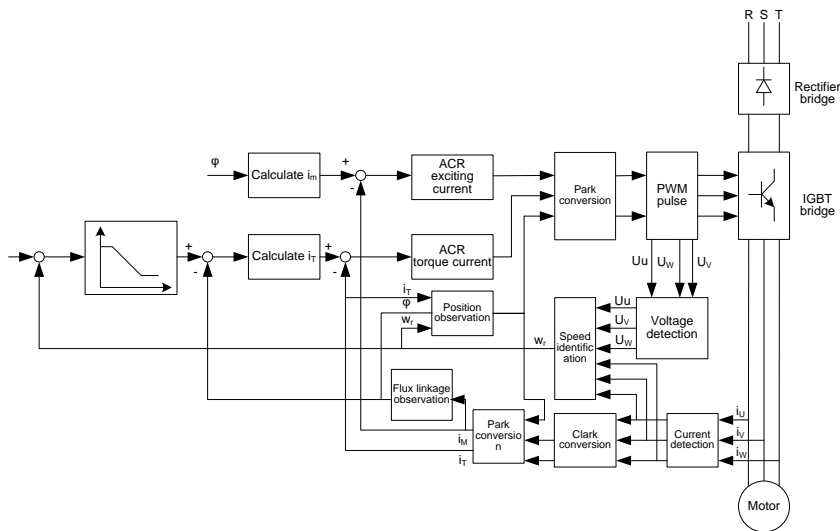 R S T
Rectifier
bridge
φ
Calculate im
+
-
ACR
exciting
current
Park
conversion
PWM
pulse
IGBT
bridge
+
-
Calculate iT
+
-
ACR
torque current
Uu UW UV
iT
φ
wr
Position
observation
wr
Speed
identific
ation
Uu
UV
UW
Voltage
detection
Flux linkage
observation
iM
iT
Park
conversio
n
Clark
conversion
Current
detection
iU
iV
iW
Motor